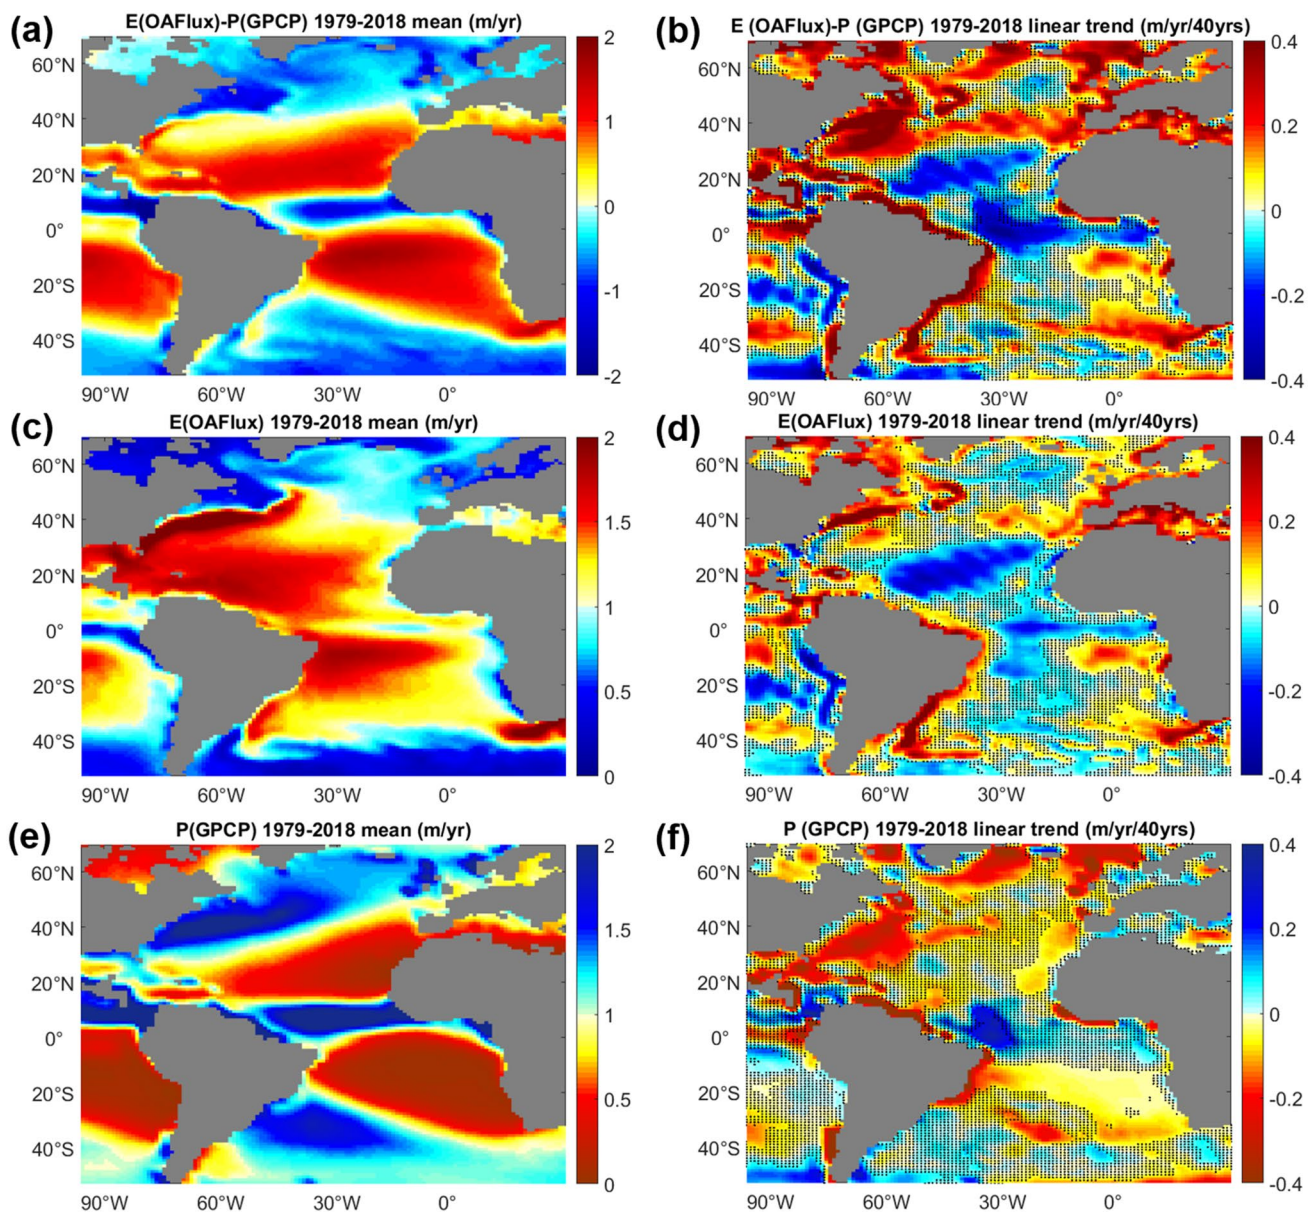 (a) E(OAFlux)-P(GPCP) 1979-2018 mean (m/yr)
60°N
40°N
20°N
0°
20°S
40°S
90°W 60°W 30°W 0°
2
1
0
-1
-2
(b) E (OAFlux)-P (GPCP) 1979-2018 linear trend (m/yr/40yrs)
60°N
40°N
20°N
0°
20°S
40°S
90°W 60°W 30°W 0°
0.4
0.2
0
-0.2
-0.4
(c) E(OAFlux) 1979-2018 mean (m/yr)
60°N
40°N
20°N
0°
20°S
40°S
90°W 60°W 30°W 0°
2
1.5
1
0.5
0
(d) E(OAFlux) 1979-2018 linear trend (m/yr/40yrs)
60°N
40°N
20°N
0°
20°S
40°S
90°W 60°W 30°W 0°
0.4
0.2
0
-0.2
-0.4
(e) P(GPCP) 1979-2018 mean (m/yr)
60°N
40°N
20°N
0°
20°S
40°S
90°W 60°W 30°W 0°
2
1.5
1
0.5
0
(f) P (GPCP) 1979-2018 linear trend (m/yr/40yrs)
60°N
40°N
20°N
0°
20°S
40°S
90°W 60°W 30°W 0°
0.4
0.2
0
-0.2
-0.4